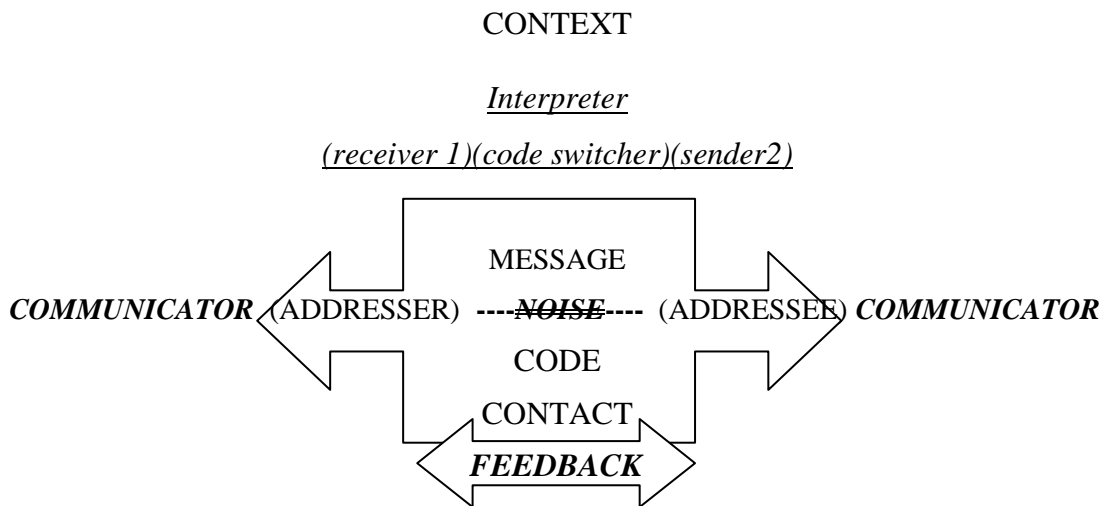 CONTEXT
Interpreter
(receiver 1)(code switcher)(sender2)
MESSAGE
COMMUNICATOR (ADDRESSER) ----NOISE---- (ADDRESSEE) COMMUNICATOR
CODE
CONTACT
FEEDBACK